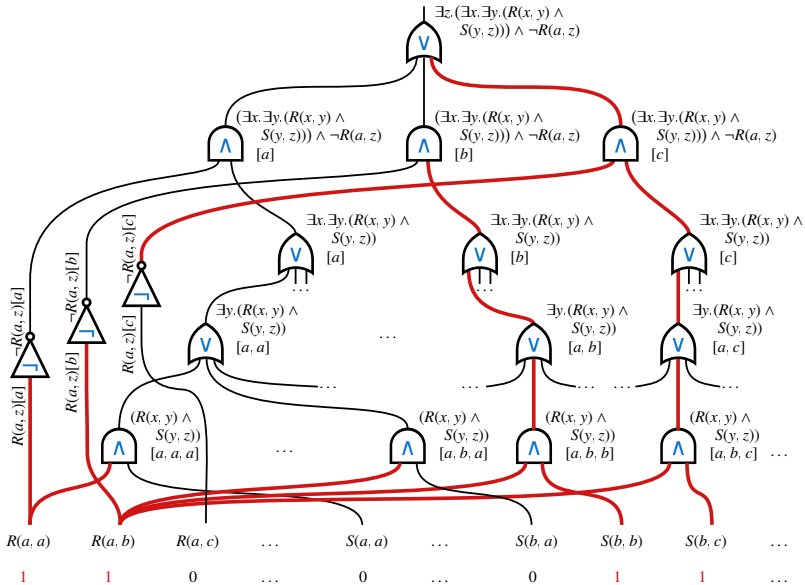 ∃z.(∃x.∃y.(R(x, y) ∧
S(y, z))) ∧ ¬R(a, z)
∨
(∃x.∃y.(R(x, y) ∧
S(y, z))) ∧ ¬R(a, z)
[a]
∧
(∃x.∃y.(R(x, y) ∧
S(y, z))) ∧ ¬R(a, z)
[b]
∧
(∃x.∃y.(R(x, y) ∧
S(y, z))) ∧ ¬R(a, z)
[c]
∧
∃x.∃y.(R(x, y) ∧
S(y, z))
[a]
∨
...
∃x.∃y.(R(x, y) ∧
S(y, z))
[b]
∨
...
∃x.∃y.(R(x, y) ∧
S(y, z))
[c]
∨
...
¬R(a, z)[a]
¬
R(a, z)[a]
¬R(a, z)[b]
¬
R(a, z)[b]
¬R(a, z)[c]
¬
R(a, z)[c]
∃y.(R(x, y) ∧
S(y, z))
[a, a]
∨
...
...
∃y.(R(x, y) ∧
S(y, z))
[a, b]
∨
...
...
∃y.(R(x, y) ∧
S(y, z))
[a, c]
∨
...
...
(R(x, y) ∧
S(y, z))
[a, a, a]
∧
...
(R(x, y) ∧
S(y, z))
[a, b, a]
∧
(R(x, y) ∧
S(y, z))
[a, b, b]
∧
(R(x, y) ∧
S(y, z))
[a, b, c]
∧
...
R(a, a) R(a, b) R(a, c) ... S(a, a) ... S(b, a) S(b, b) S(b, c) ...
1 1 0 ... 0 ... 0 1 1 ...